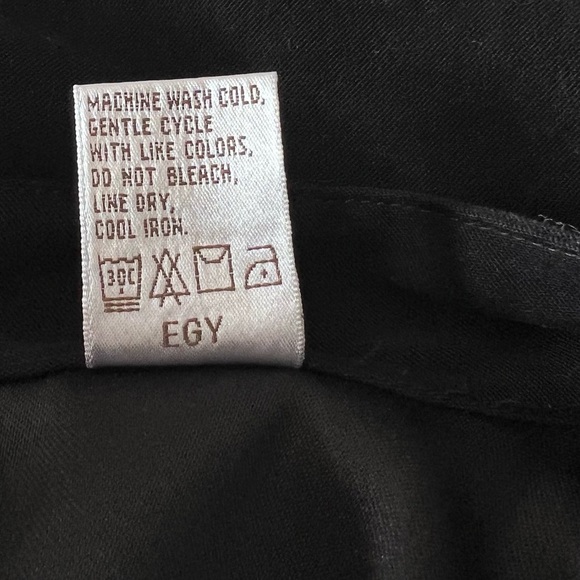 MACHINE WASH COLD,
GENTLE CYCLE
WITH LIKE COLORS,
DO NOT BLEACH,
LINE DRY,
COOL IRON.
30C
EGY